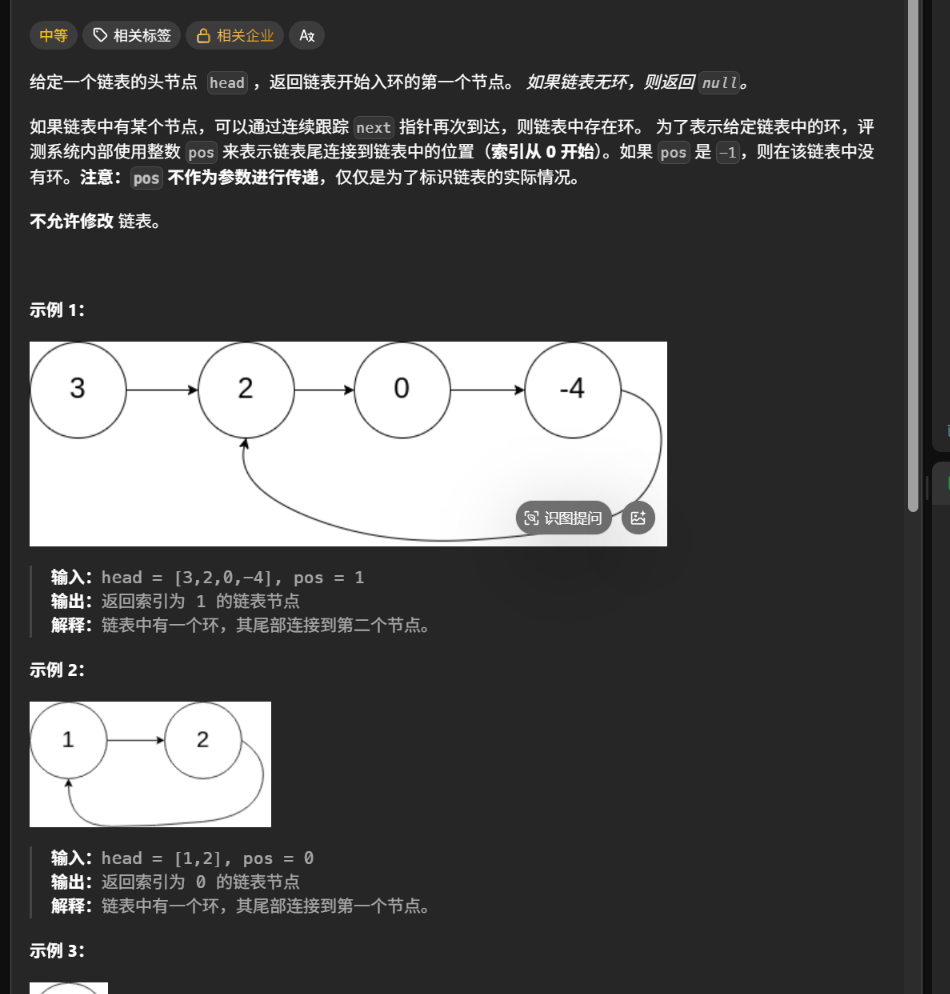 中等 相关标签 相关企业
给定一个链表的头节点 head ，返回链表开始入环的第一个节点。 如果链表无环，则返回 null。
如果链表中有某个节点，可以通过连续跟踪 next 指针再次到达，则链表中存在环。 为了表示给定链表中的环，评
测系统内部使用整数 pos 来表示链表尾连接到链表中的位置（索引从 0 开始）。如果 pos 是 -1，则在该链表中没
有环。注意：pos 不作为参数进行传递，仅仅是为了标识链表的实际情况。
不允许修改 链表。
示例 1：
3 2 0 -4
识图提问
输入：head = [3,2,0,-4], pos = 1
输出：返回索引为 1 的链表节点
解释：链表中有一个环，其尾部连接到第二个节点。
示例 2：
1 2
输入：head = [1,2], pos = 0
输出：返回索引为 0 的链表节点
解释：链表中有一个环，其尾部连接到第一个节点。
示例 3：